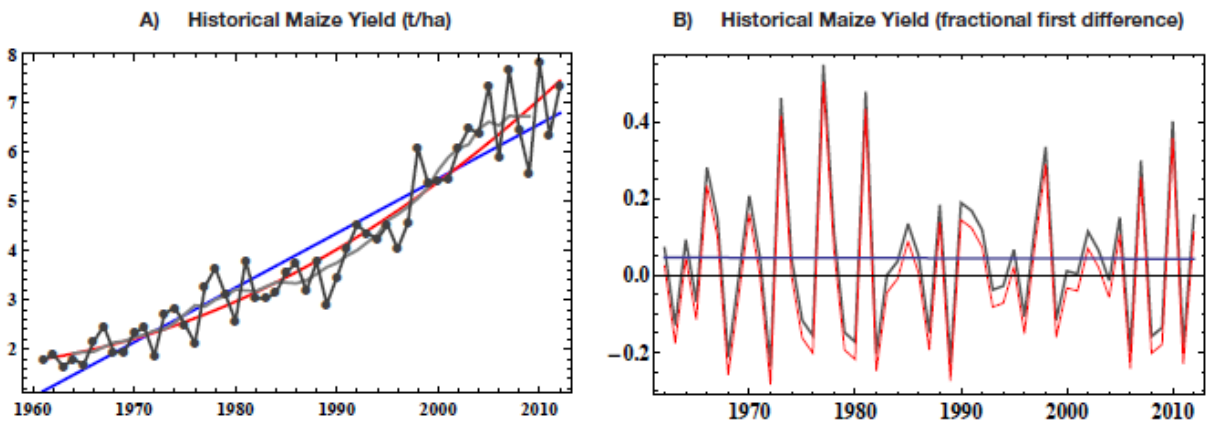 A) Historical Maize Yield (t/ha)
8
7
6
5
4
3
2
1960 1970 1980 1990 2000 2010
B) Historical Maize Yield (fractional first difference)
0.4
0.2
0.0
−0.2
1970 1980 1990 2000 2010